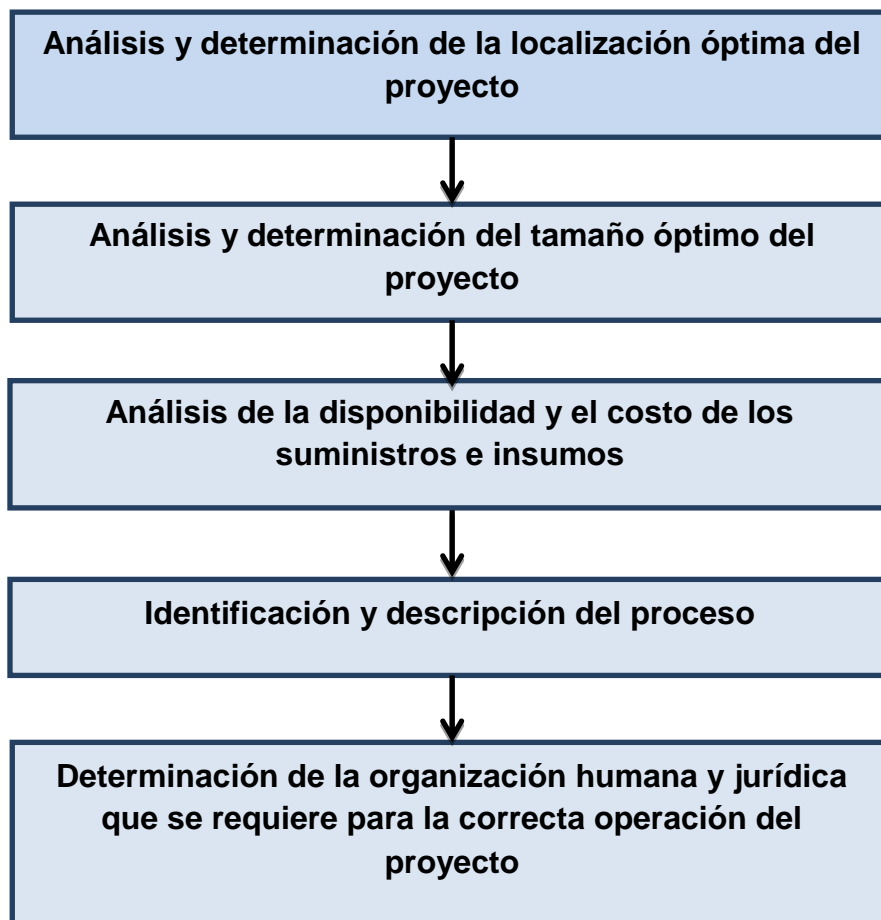 Análisis y determinación de la localización óptima del
proyecto
Análisis y determinación del tamaño óptimo del
proyecto
Análisis de la disponibilidad y el costo de los
suministros e insumos
Identificación y descripción del proceso
Determinación de la organización humana y jurídica
que se requiere para la correcta operación del
proyecto